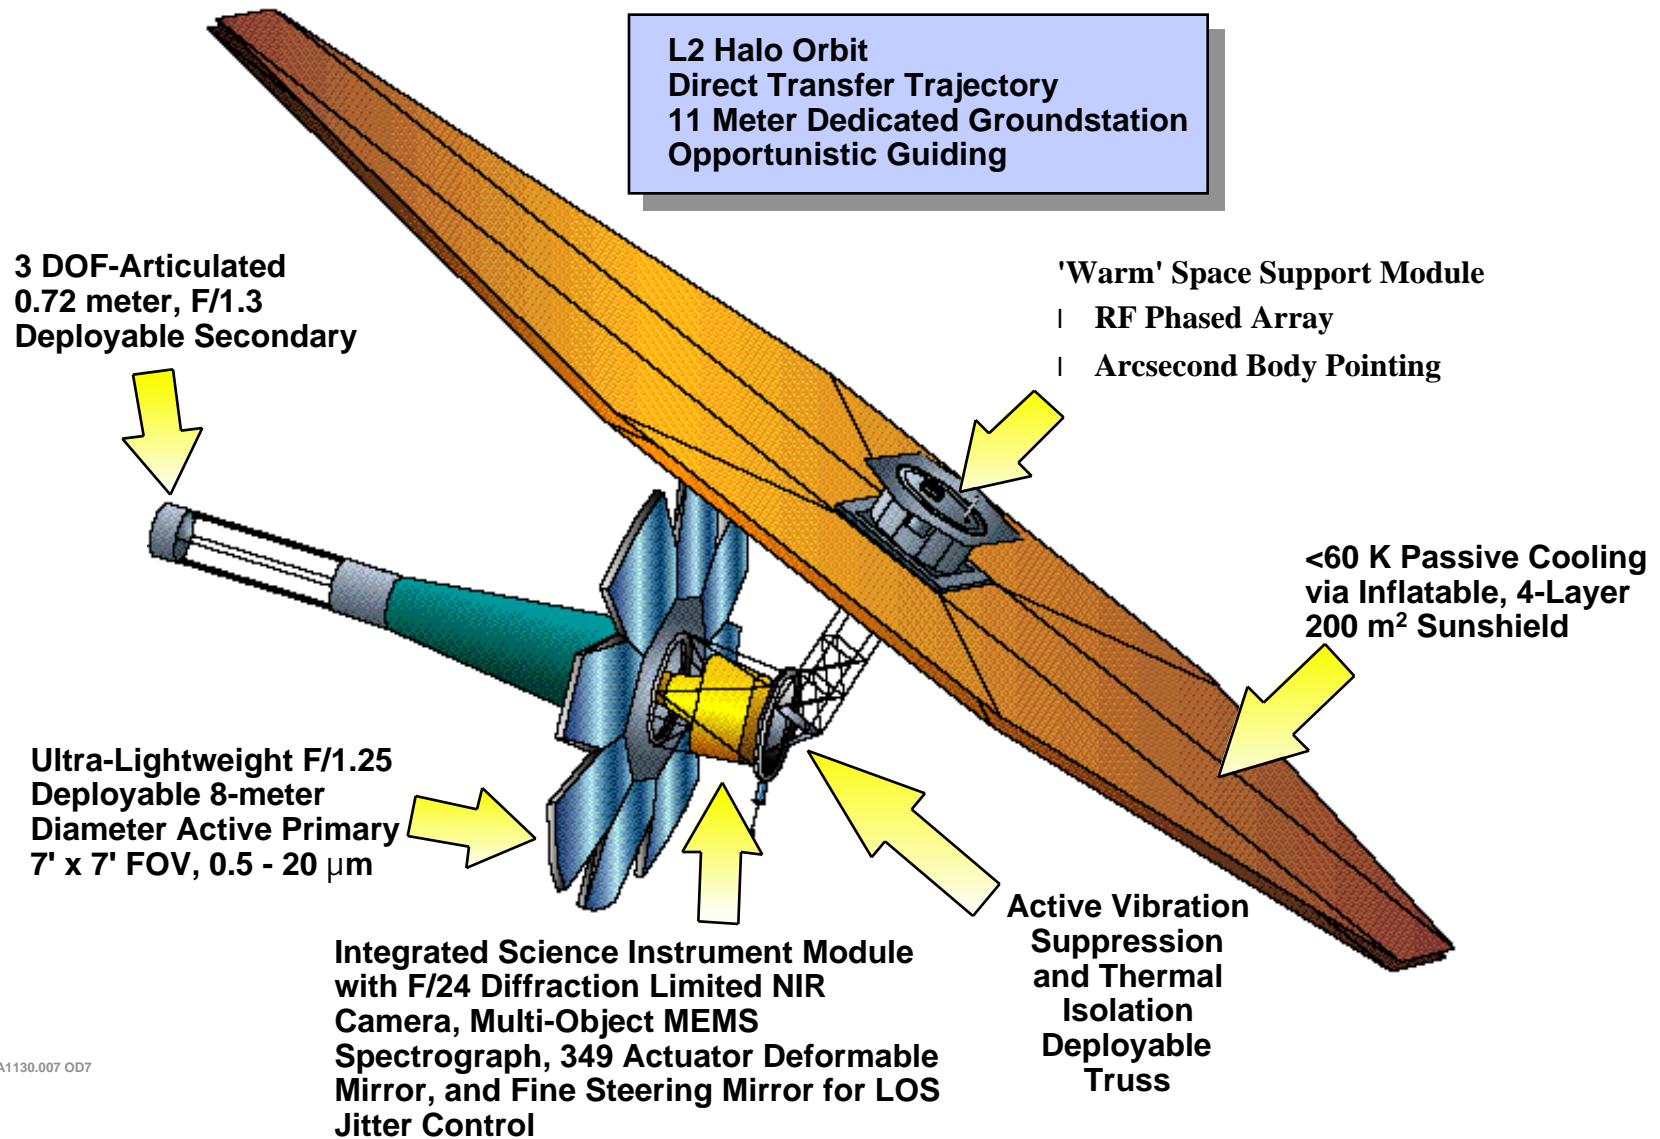 L2 Halo Orbit
Direct Transfer Trajectory
11 Meter Dedicated Groundstation
Opportunistic Guiding
3 DOF-Articulated
0.72 meter, F/1.3
Deployable Secondary
'Warm' Space Support Module
l RF Phased Array
l Arcsecond Body Pointing
<60 K Passive Cooling
via Inflatable, 4-Layer
200 m² Sunshield
Ultra-Lightweight F/1.25
Deployable 8-meter
Diameter Active Primary
7' x 7' FOV, 0.5 - 20 µm
Integrated Science Instrument Module
with F/24 Diffraction Limited NIR
Camera, Multi-Object MEMS
Spectrograph, 349 Actuator Deformable
Mirror, and Fine Steering Mirror for LOS
Jitter Control
Active Vibration
Suppression
and Thermal
Isolation
Deployable
Truss
A1130.007 OD7